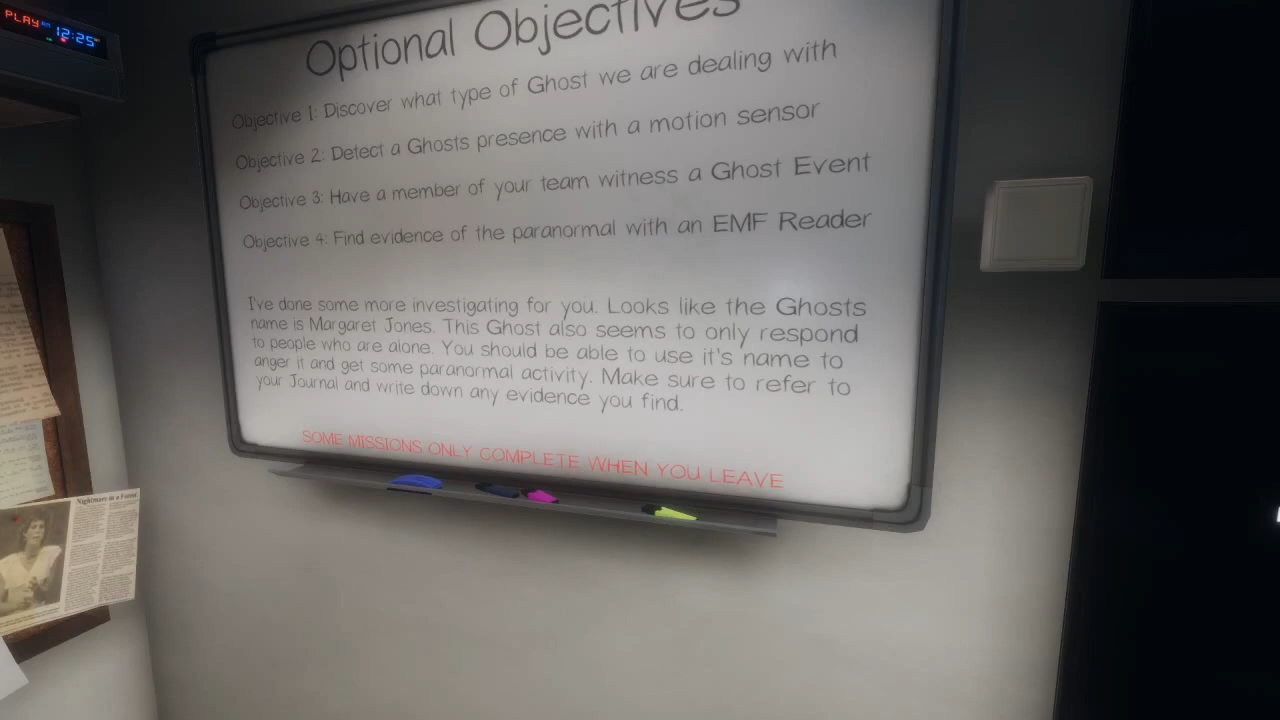 PLAY 12:25
Optional Objectives
Objective 1: Discover what type of Ghost we are dealing with
Objective 2: Detect a Ghosts presence with a motion sensor
Objective 3: Have a member of your team witness a Ghost Event
Objective 4: Find evidence of the paranormal with an EMF Reader
I've done some more investigating for you. Looks like the Ghosts
name is Margaret Jones. This Ghost also seems to only respond
to people who are alone. You should be able to use it's name to
anger it and get some paranormal activity. Make sure to refer to
your Journal and write down any evidence you find.
SOME MISSIONS ONLY COMPLETE WHEN YOU LEAVE
Nightmare in a Forest